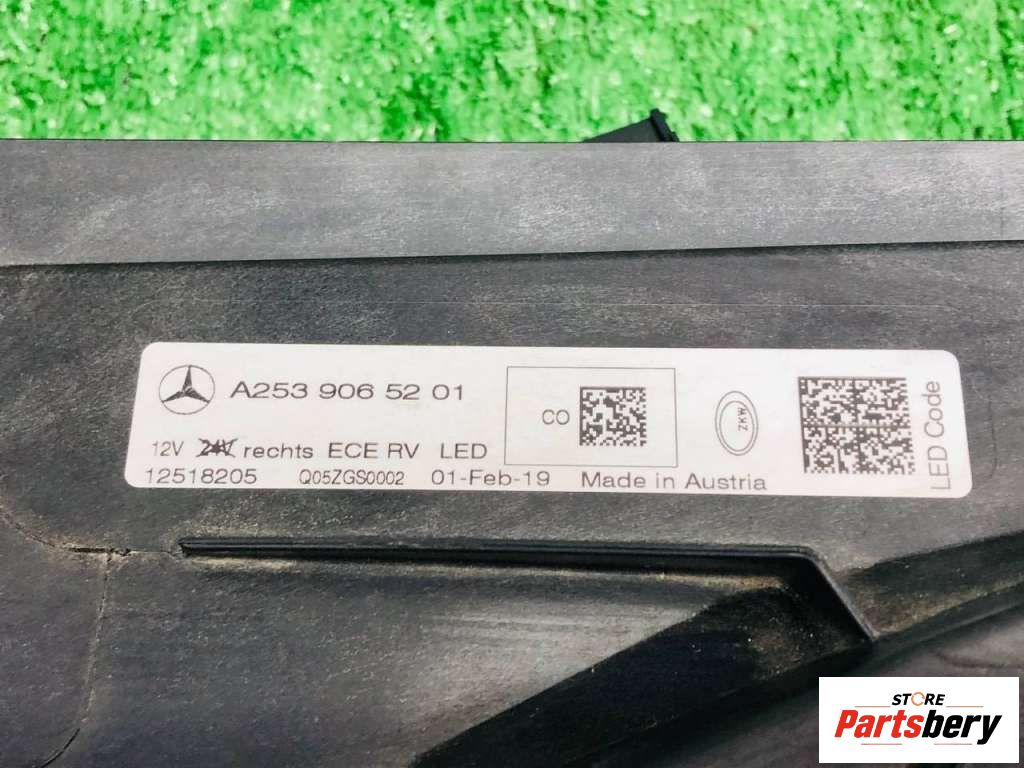 A253 906 52 01
12V 24V rechts ECE RV LED
12518205 Q05ZGS0002 01-Feb-19 Made in Austria
CO
ZKW
LED Code
STORE
Partsbery